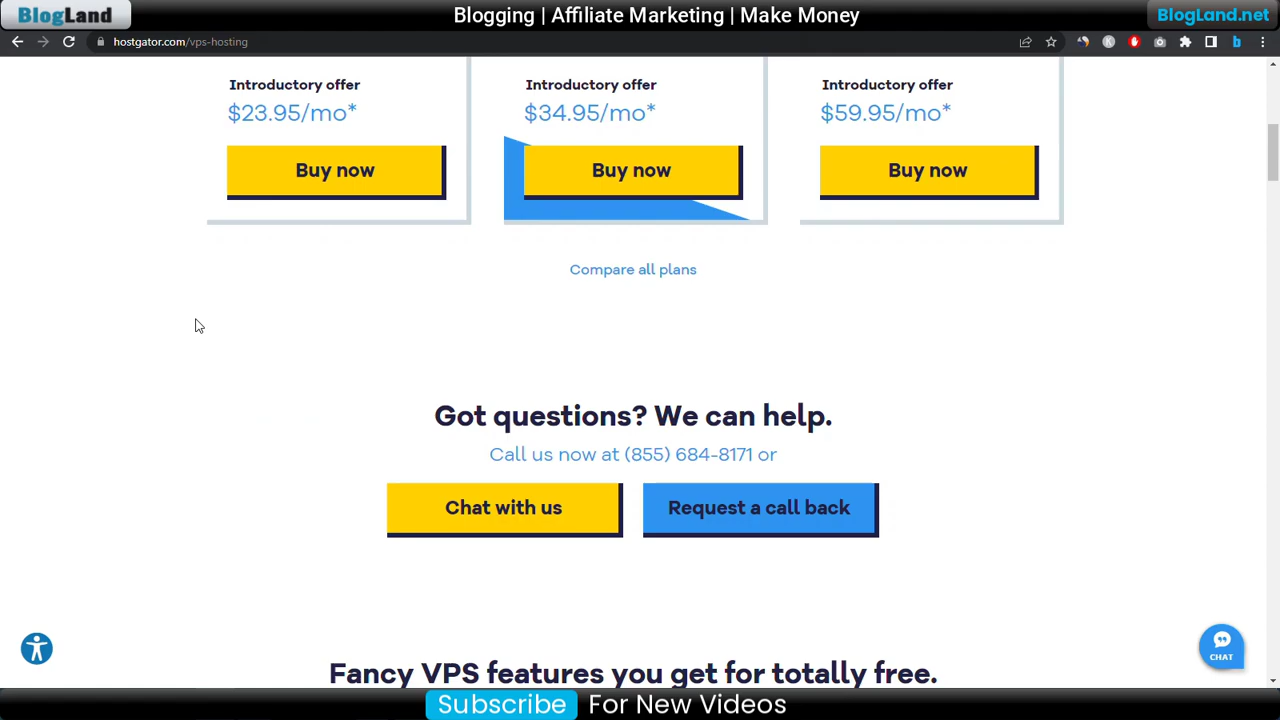 BlogLand
Blogging | Affiliate Marketing | Make Money
BlogLand.net
hostgator.com/vps-hosting
Introductory offer
$23.95/mo*
Buy now
Introductory offer
$34.95/mo*
Buy now
Introductory offer
$59.95/mo*
Buy now
Compare all plans
Got questions? We can help.
Call us now at (855) 684-8171 or
Chat with us
Request a call back
CHAT
Fancy VPS features you get for totally free.
Subscribe For New Videos